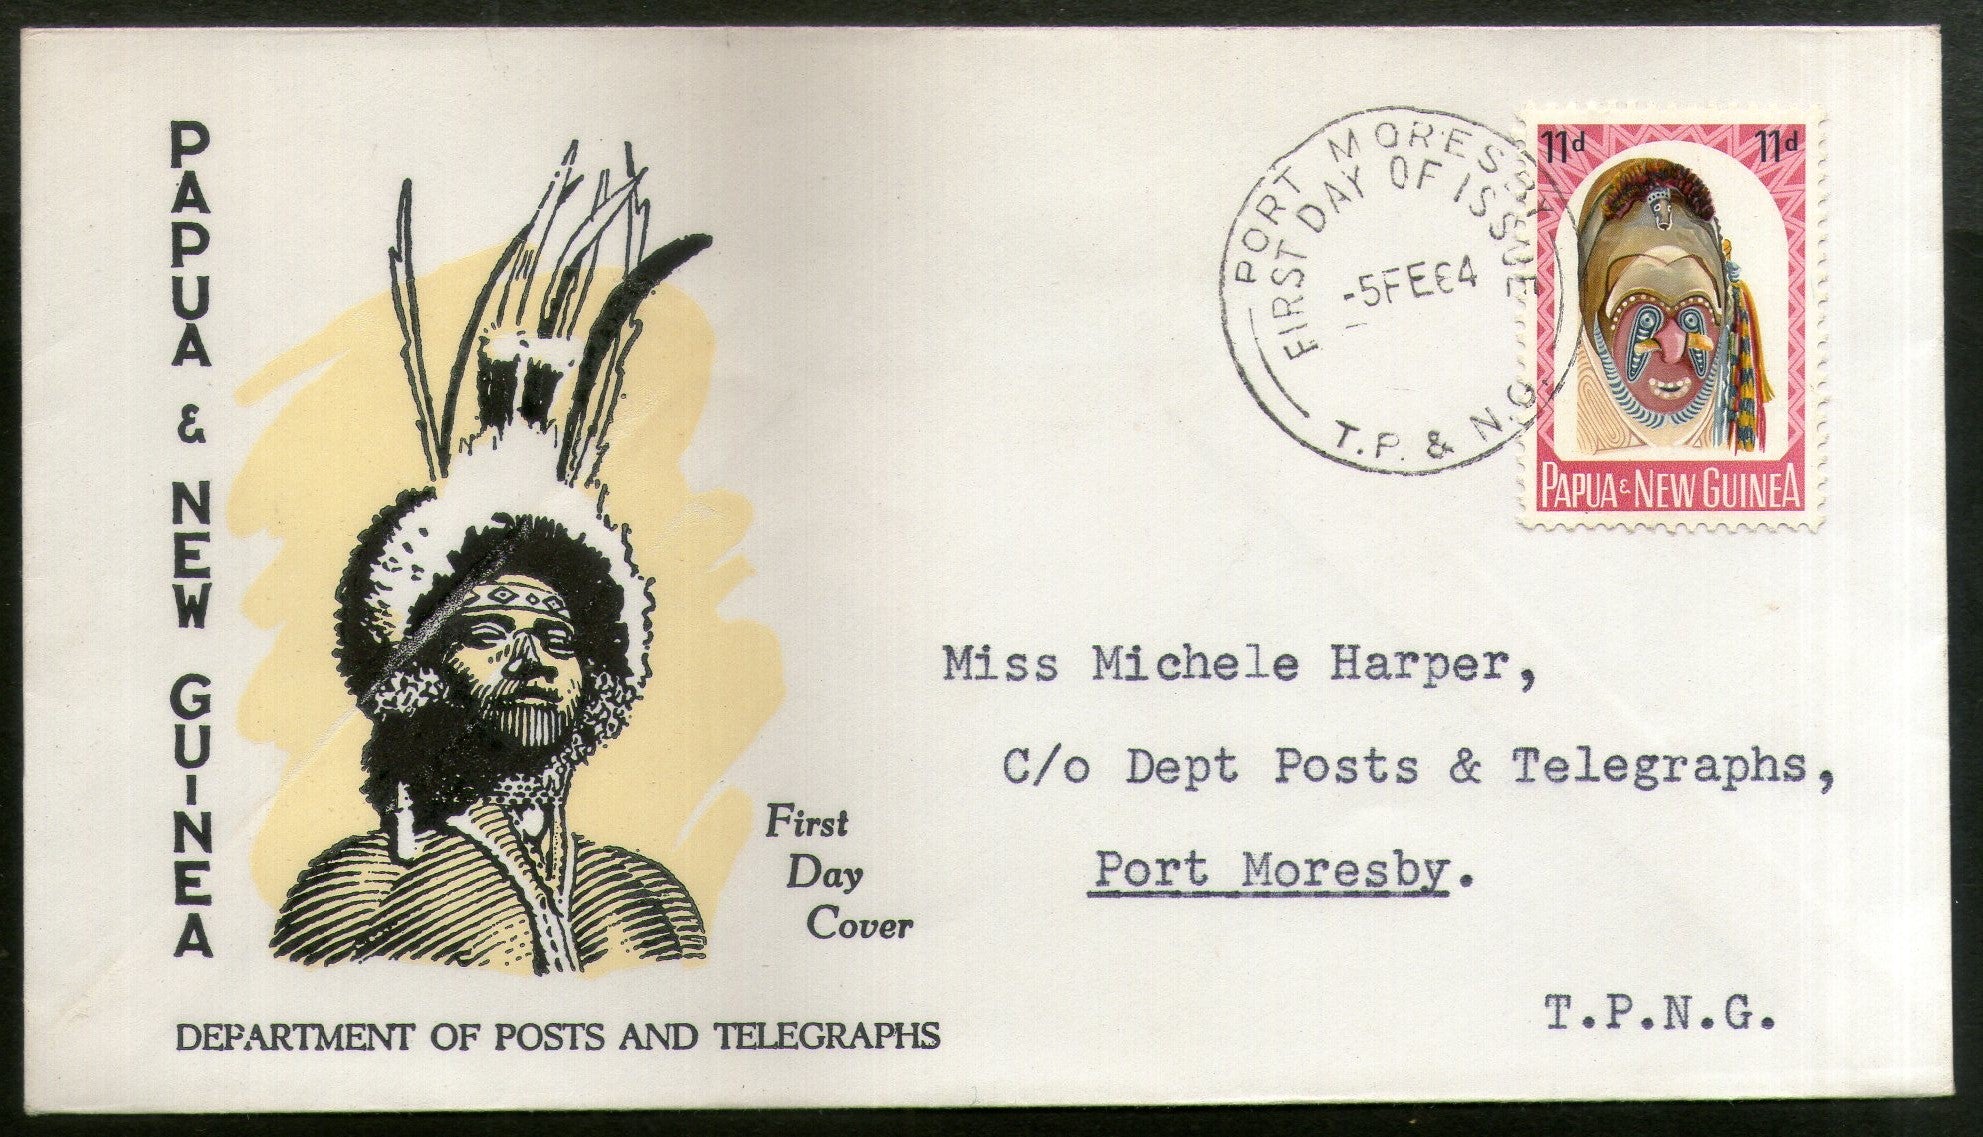 PAPUA & NEW GUINEA
First
Day
Cover
DEPARTMENT OF POSTS AND TELEGRAPHS
PORT MORESBY
FIRST DAY OF ISSUE
-5FE64
T.P. & N.G.
11d 11d
PAPUA & NEW GUINEA
Miss Michele Harper,
C/o Dept Posts & Telegraphs,
Port Moresby.
T.P.N.G.